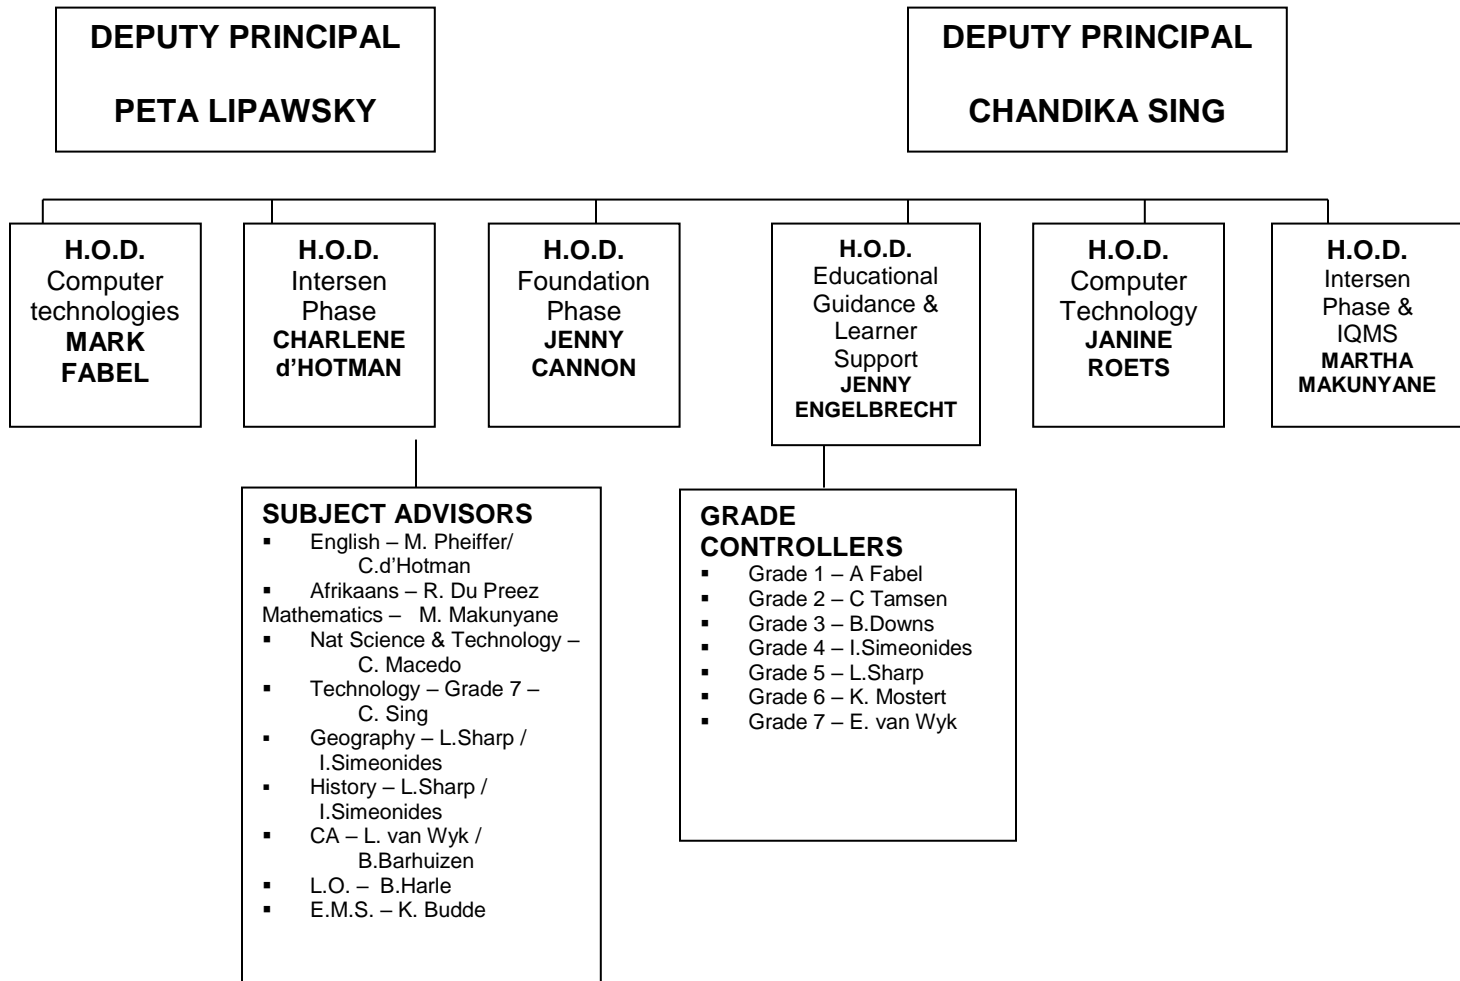 DEPUTY PRINCIPAL
PETA LIPAWSKY
DEPUTY PRINCIPAL
CHANDIKA SING
H.O.D.
Computer
technologies
MARK
FABEL
H.O.D.
Intersen
Phase
CHARLENE
d’HOTMAN
H.O.D.
Foundation
Phase
JENNY
CANNON
H.O.D.
Educational
Guidance &
Learner
Support
JENNY
ENGELBRECHT
H.O.D.
Computer
Technology
JANINE
ROETS
H.O.D.
Intersen
Phase &
IQMS
MARTHA
MAKUNYANE
SUBJECT ADVISORS
▪ English – M. Pheiffer/
C.d’Hotman
▪ Afrikaans – R. Du Preez
Mathematics – M. Makunyane
▪ Nat Science & Technology –
C. Macedo
▪ Technology – Grade 7 –
C. Sing
▪ Geography – L.Sharp /
I.Simeonides
▪ History – L.Sharp /
I.Simeonides
▪ CA – L. van Wyk /
B.Barhuizen
▪ L.O. – B.Harle
▪ E.M.S. – K. Budde
GRADE
CONTROLLERS
▪ Grade 1 – A Fabel
▪ Grade 2 – C Tamsen
▪ Grade 3 – B.Downs
▪ Grade 4 – I.Simeonides
▪ Grade 5 – L.Sharp
▪ Grade 6 – K. Mostert
▪ Grade 7 – E. van Wyk